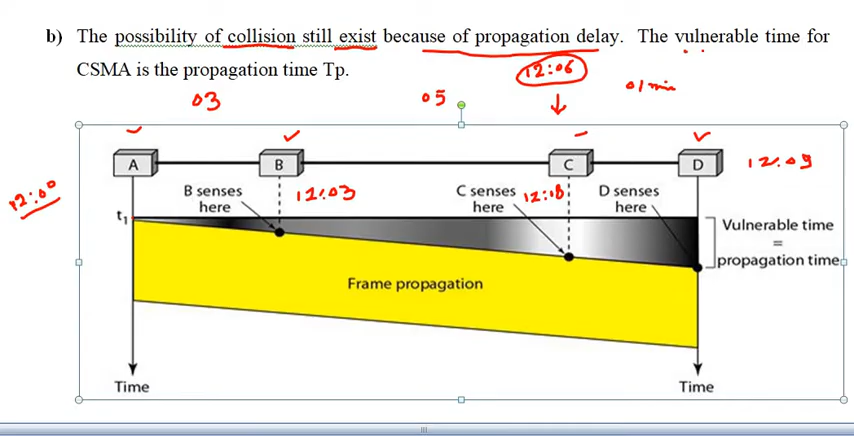 b) The possibility of collision still exist because of propagation delay. The vulnerable time for
CSMA is the propagation time Tp.
12:06
01 min
03
05
A
B
C
D
12:09
12:00
B senses
here
12:03
C senses
here
12:08
D senses
here
t1
Vulnerable time
=
propagation time
Frame propagation
Time
Time